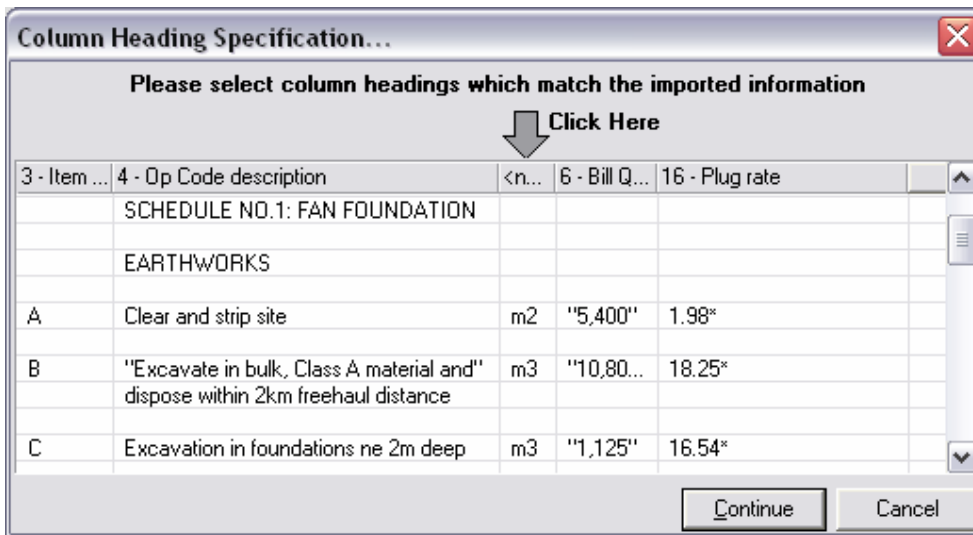 Column Heading Specification...
Please select column headings which match the imported information
Click Here
3 - Item ... 4 - Op Code description <n... 6 - Bill Q... 16 - Plug rate
SCHEDULE NO.1: FAN FOUNDATION
EARTHWORKS
A Clear and strip site m2 "5,400" 1.98*
B "Excavate in bulk, Class A material and" m3 "10,80... 18.25*
dispose within 2km freehaul distance
C Excavation in foundations ne 2m deep m3 "1,125" 16.54*
Continue Cancel